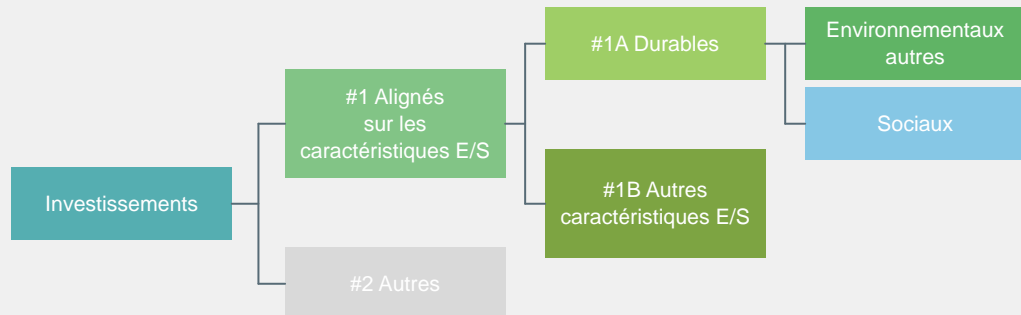 Investissements
#1 Alignés
sur les
caractéristiques E/S
#2 Autres
#1A Durables
#1B Autres
caractéristiques E/S
Environnementaux
autres
Sociaux